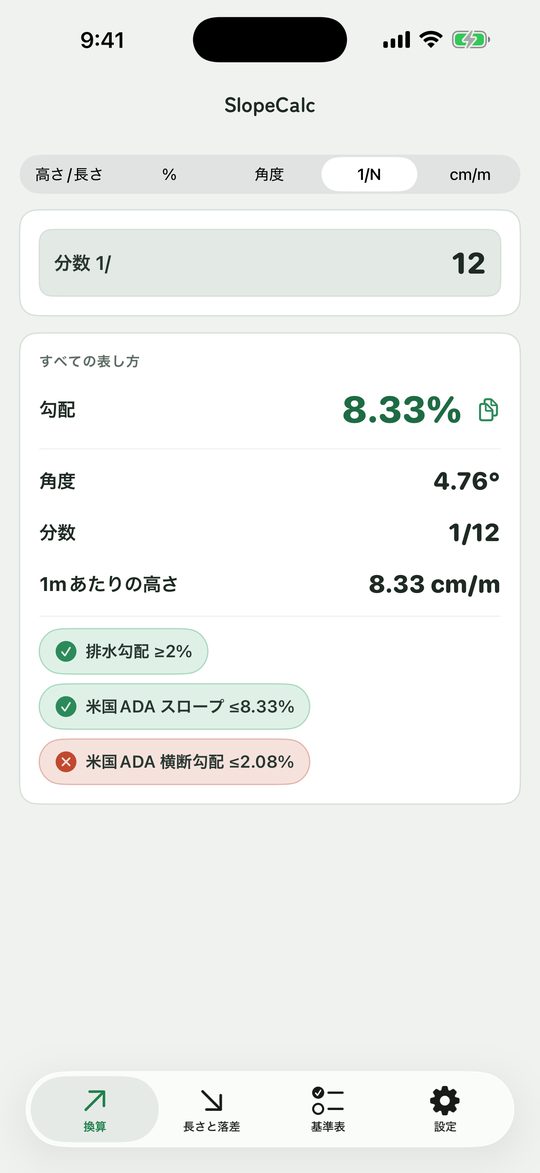 9:41
SlopeCalc
高さ/長さ % 角度 1/N cm/m
分数 1/ 12
すべての表し方
勾配 8.33%
角度 4.76°
分数 1/12
1mあたりの高さ 8.33 cm/m
排水勾配 ≥2%
米国ADA スロープ ≤8.33%
米国ADA 横断勾配 ≤2.08%
換算 長さと落差 基準表 設定